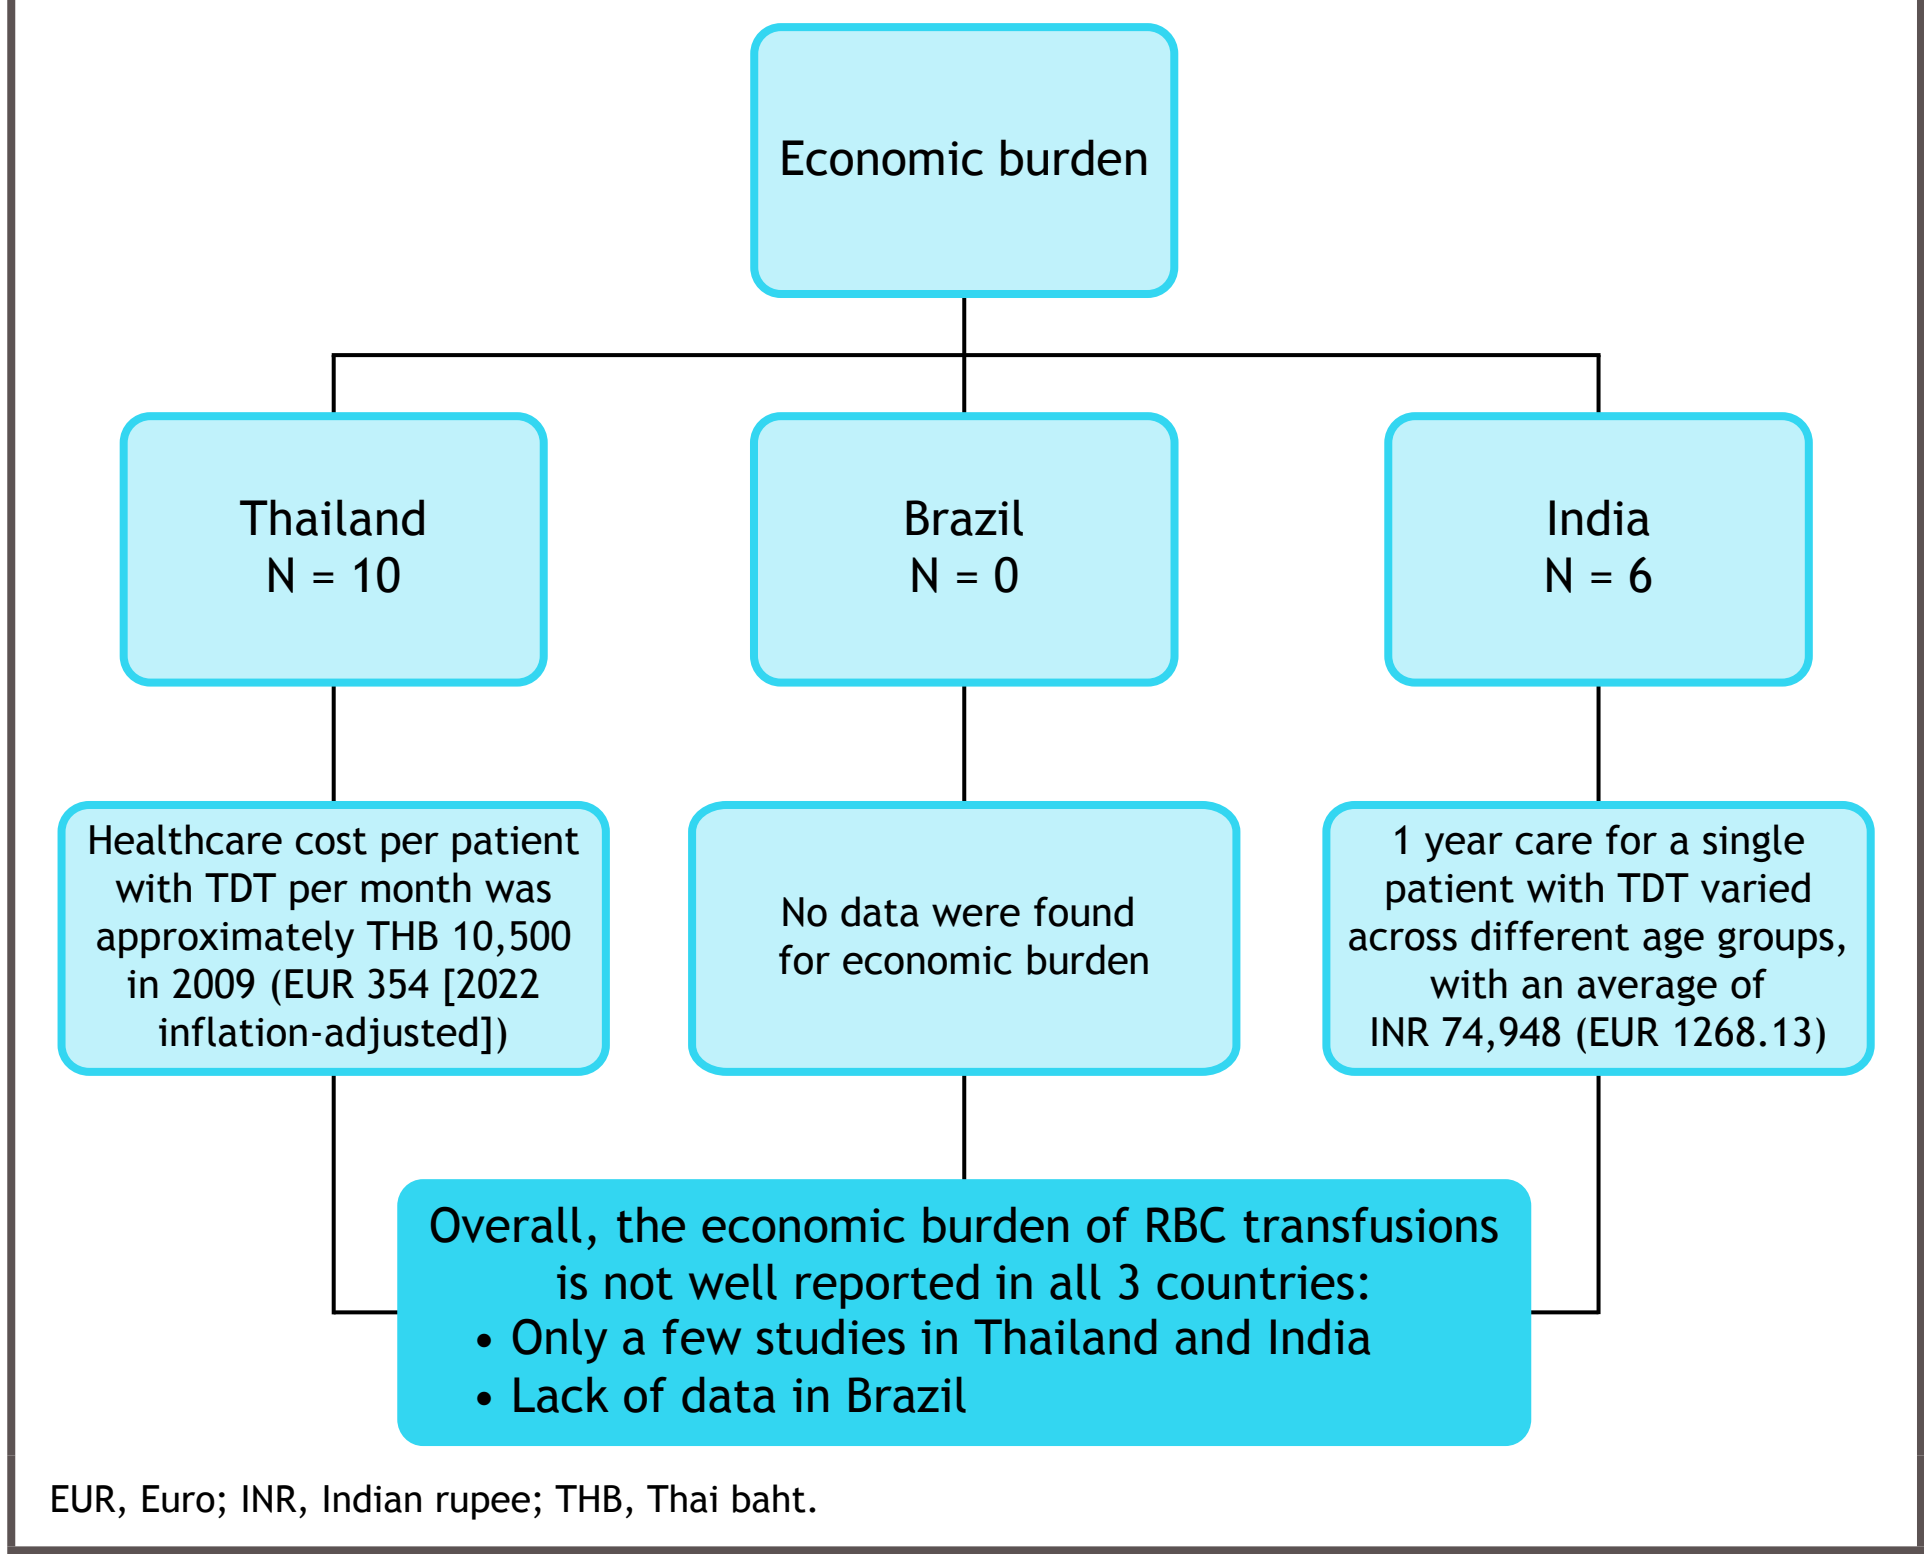 Economic burden
Thailand
N = 10
Brazil
N = 0
India
N = 6
Healthcare cost per patient
with TDT per month was
approximately THB 10,500
in 2009 (EUR 354 [2022
inflation-adjusted])
No data were found
for economic burden
1 year care for a single
patient with TDT varied
across different age groups,
with an average of
INR 74,948 (EUR 1268.13)
Overall, the economic burden of RBC transfusions
is not well reported in all 3 countries:
• Only a few studies in Thailand and India
• Lack of data in Brazil
EUR, Euro; INR, Indian rupee; THB, Thai baht.